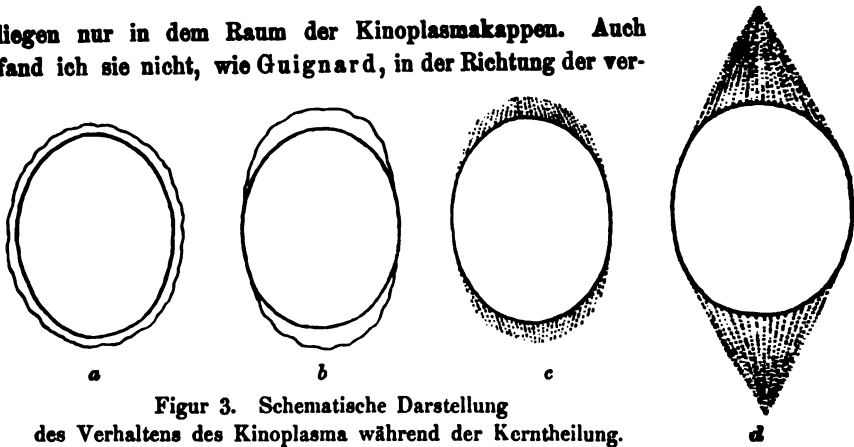 liegen nur in dem Raum der Kinoplasmakappen. Auch
fand ich sie nicht, wie Guignard, in der Richtung der ver-
a b c d
Figur 3. Schematische Darstellung
des Verhaltens des Kinoplasma während der Kerntheilung.